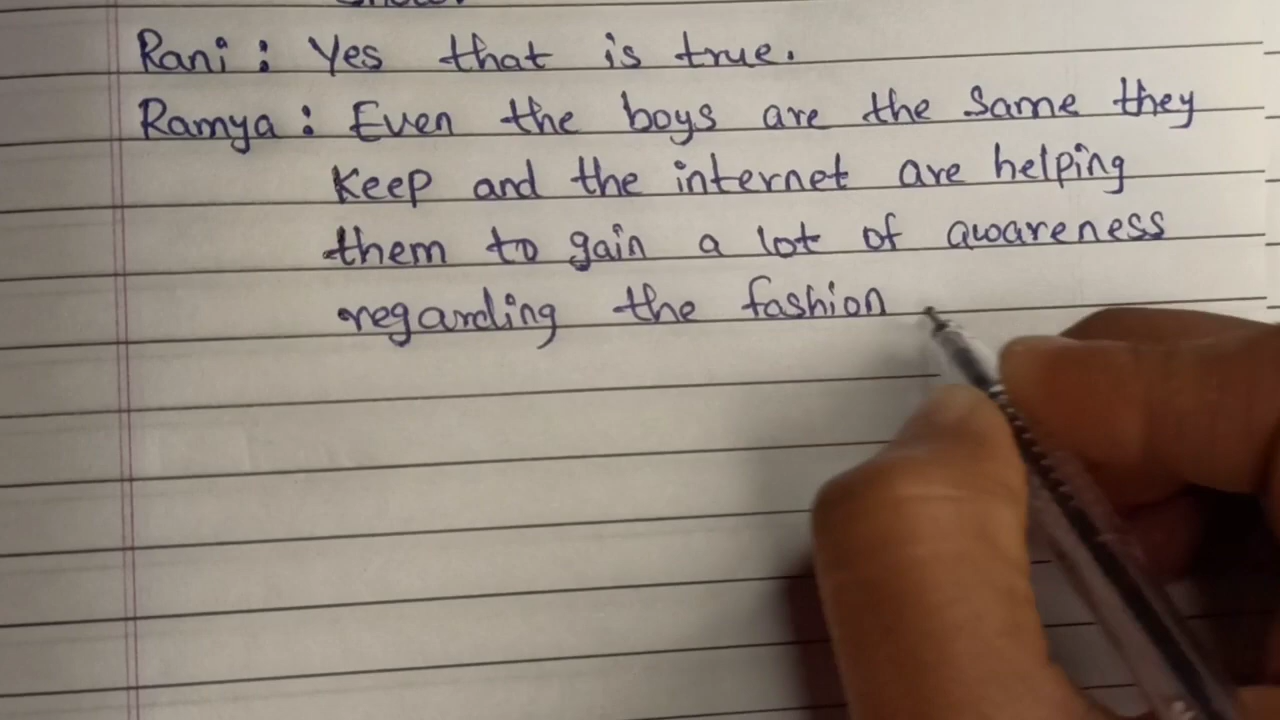 Rani : Yes that is true.
Ramya : Even the boys are the same they
keep and the internet are helping
them to gain a lot of awareness
regarding the fashion